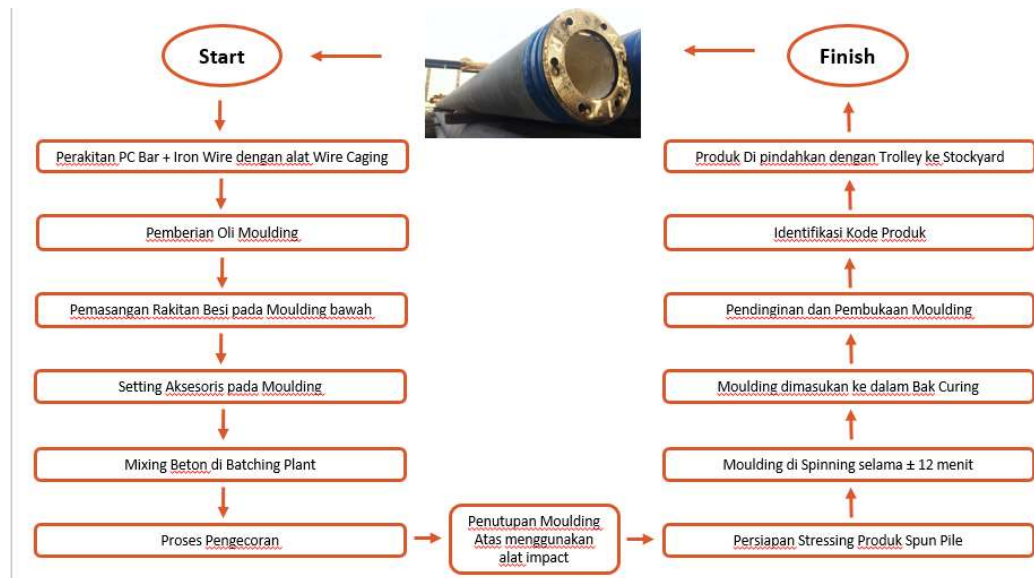 Start
Perakitan PC Bar + Iron Wire dengan alat Wire Caging
Pemberian Oli Moulding
Pemasangan Rakitan Besi pada Moulding bawah
Setting Aksesoris pada Moulding
Mixing Beton di Batching Plant
Proses Pengecoran
Penutupan Moulding
Atas menggunakan
alat impact
Persiapan Stressing Produk Spun Pile
Moulding di Spinning selama ± 12 menit
Moulding dimasukan ke dalam Bak Curing
Pendinginan dan Pembukaan Moulding
Identifikasi Kode Produk
Produk Di pindahkan dengan Trolley ke Stockyard
Finish